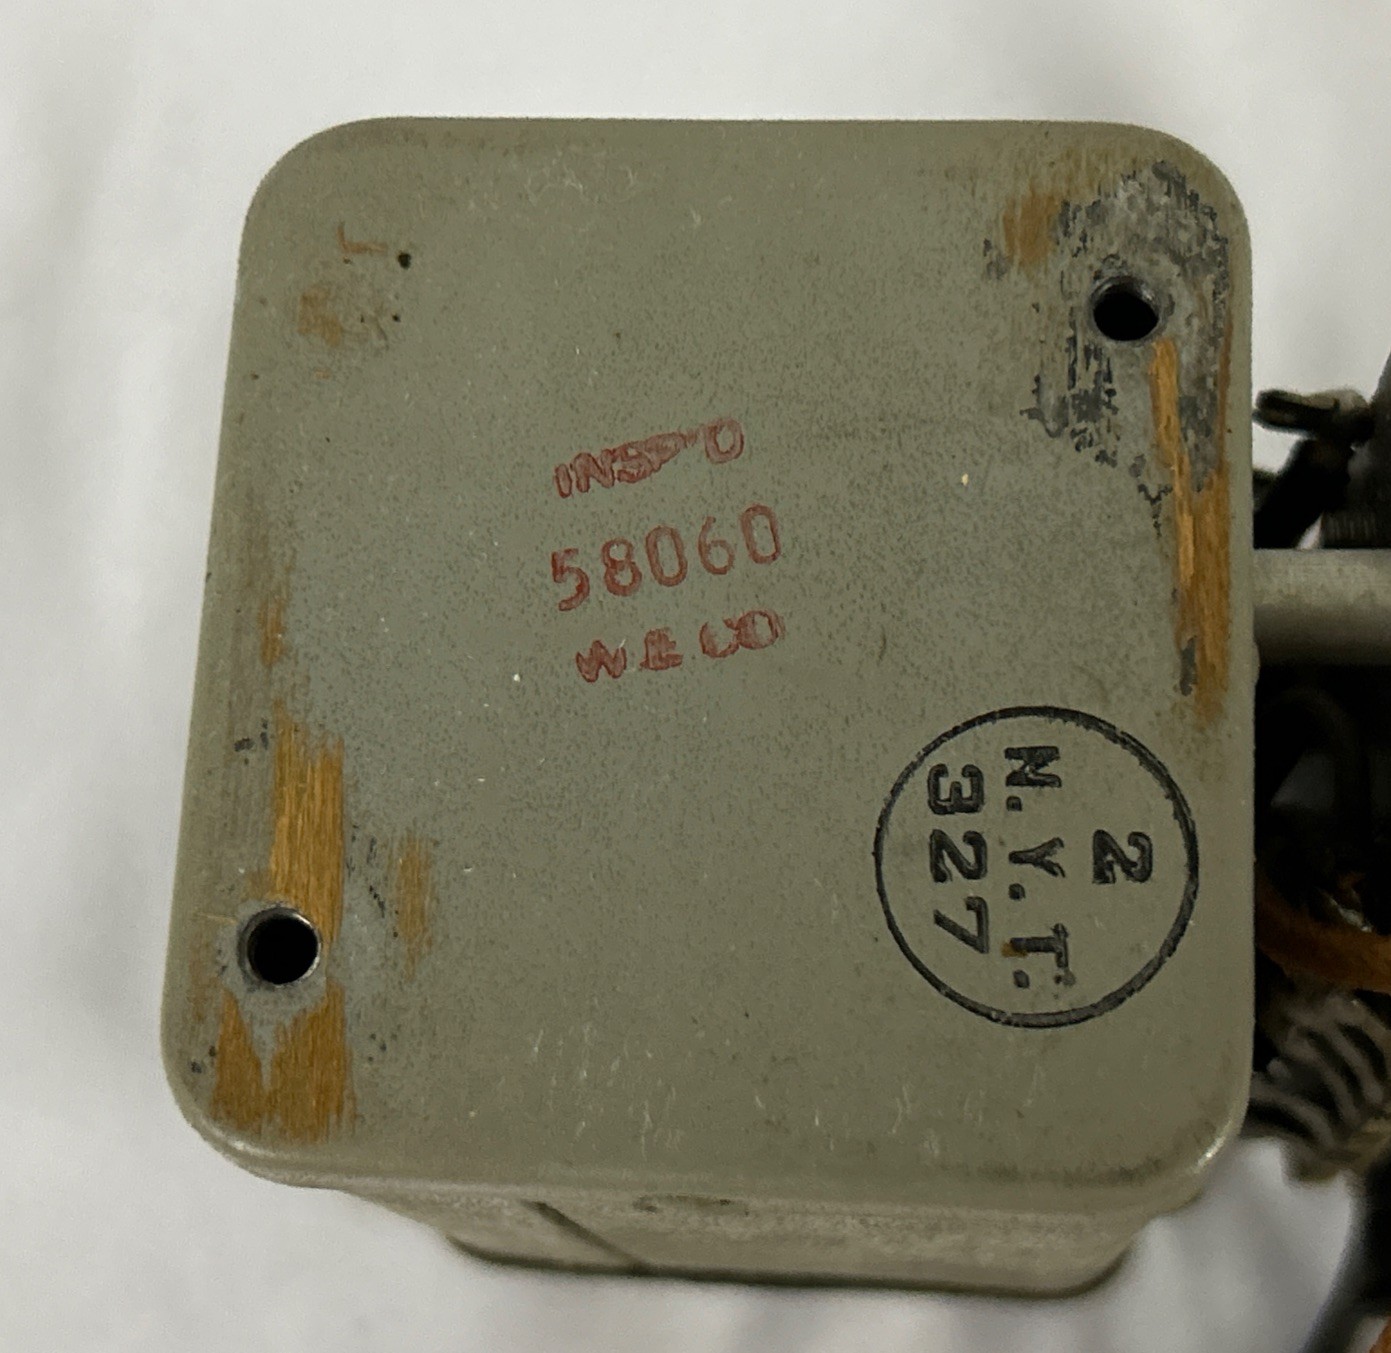 INSP'D
58060
W E CO
2
N.Y.T.
327